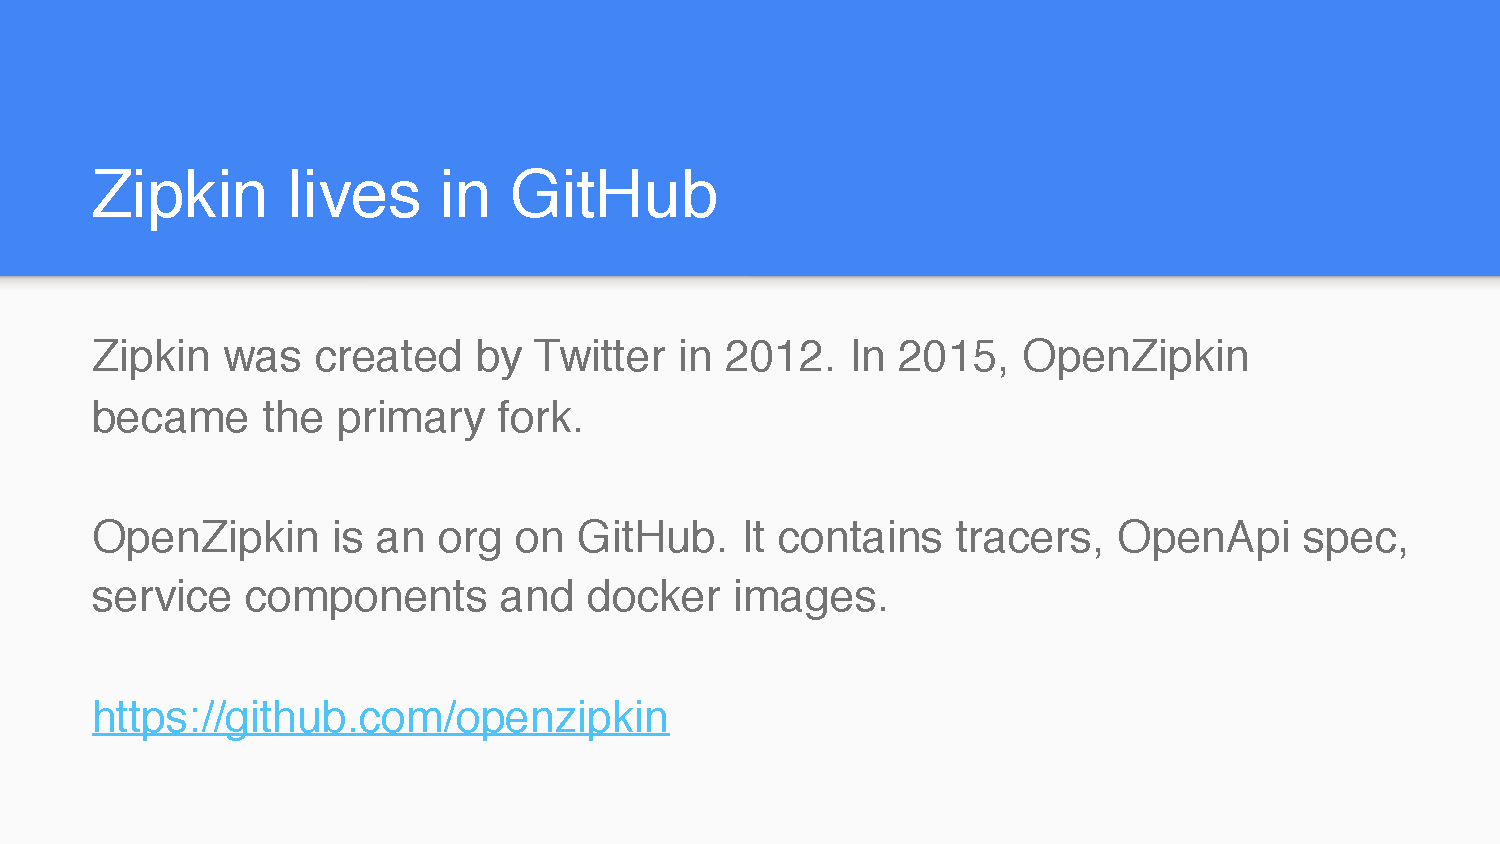 Zipkin lives in GitHub
Zipkin was created by Twitter in 2012. In 2015, OpenZipkin
became the primary fork.
OpenZipkin is an org on GitHub. It contains tracers, OpenApi spec,
service components and docker images.
https://github.com/openzipkin